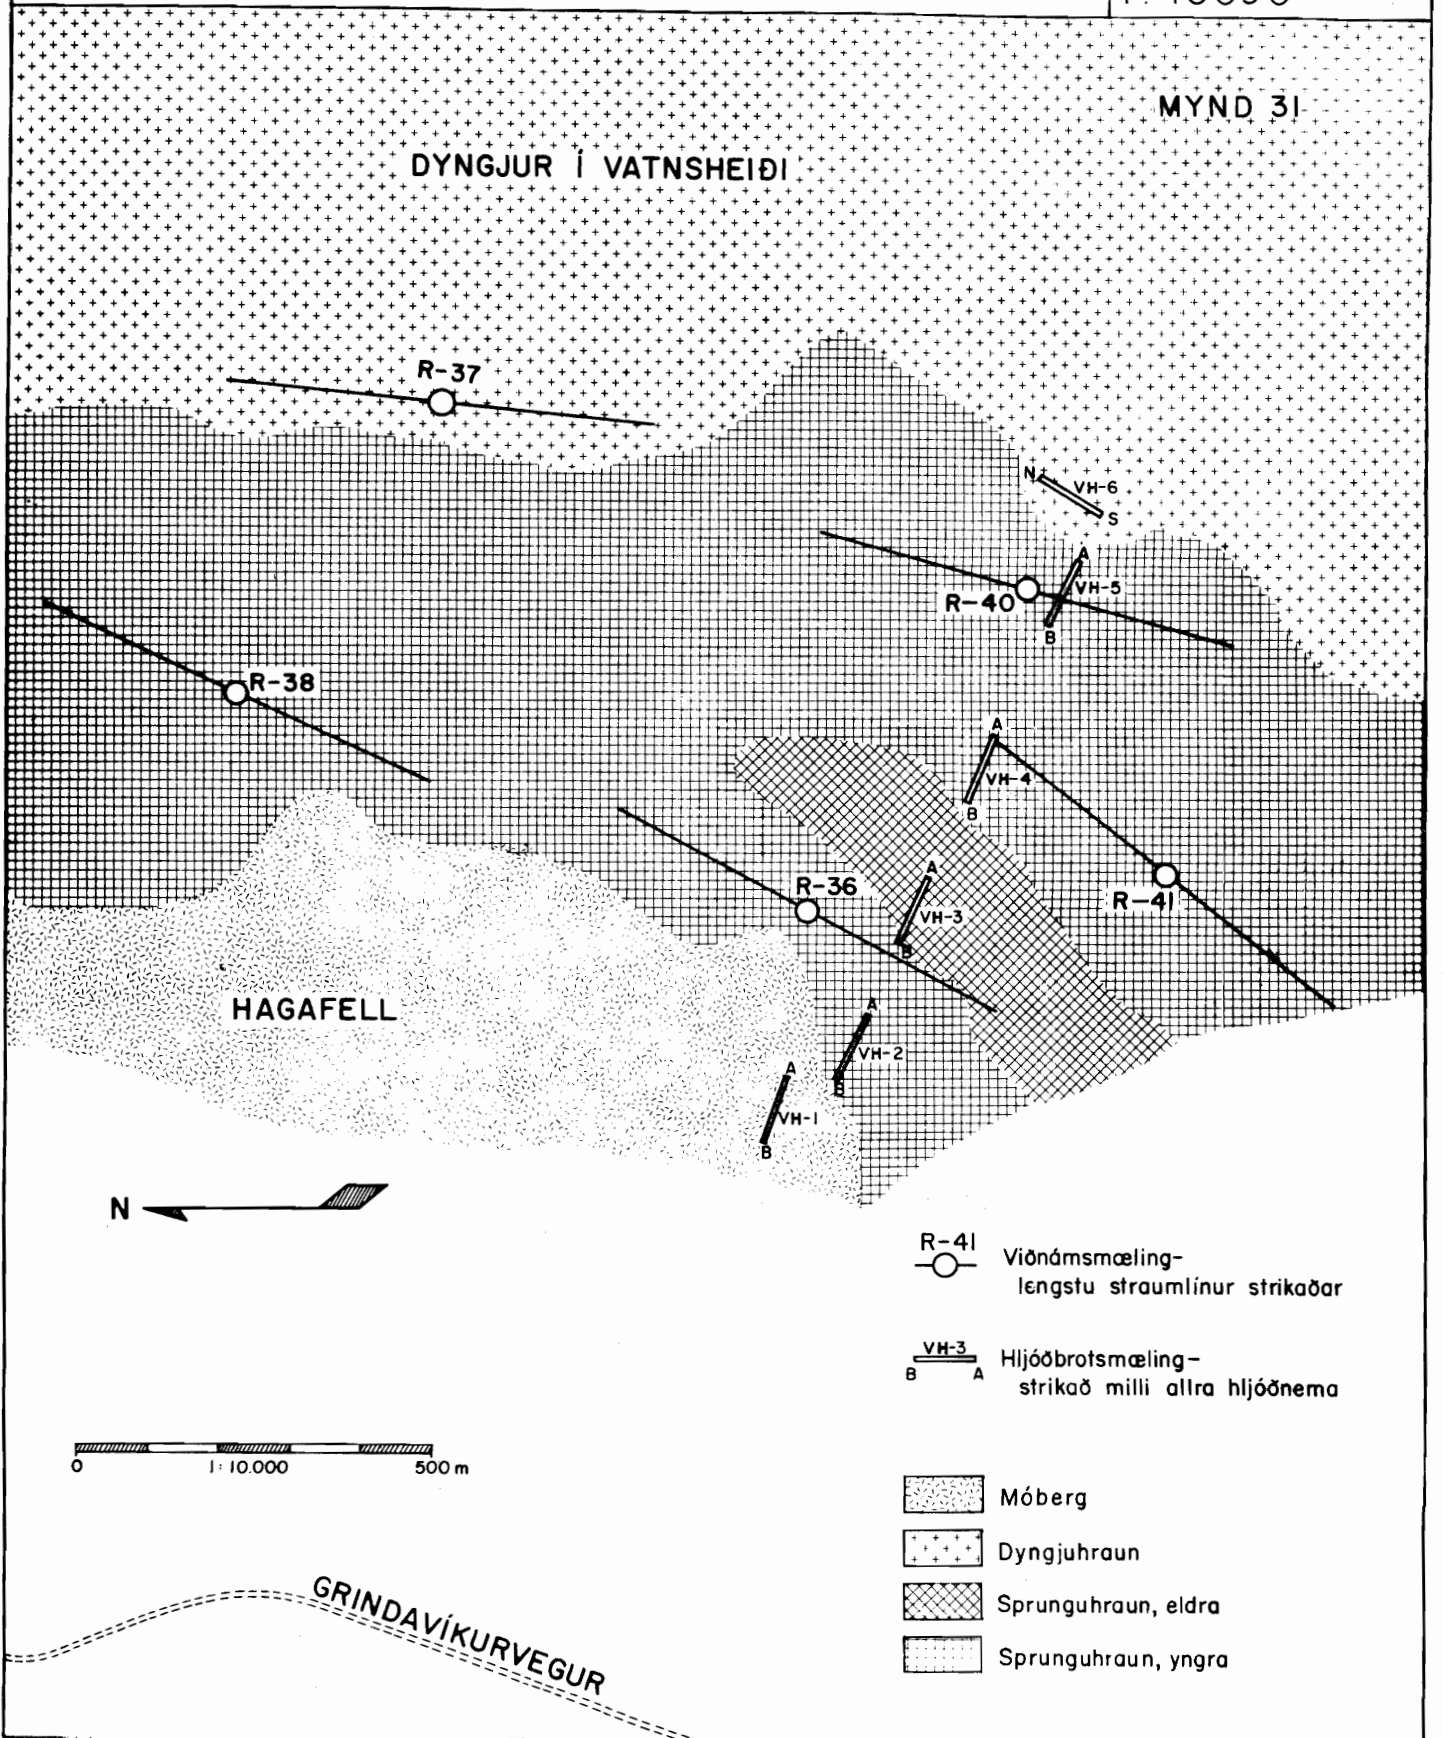 MYND 31
DYNGJUR Í VATNSHEIÐI
R-37
N
VH-6
S
A
VH-5
R-40
B
R-38
A
VH-4
B
A
R-36
R-41
VH-3
B
HAGAFELL
A
VH-2
B
A
VH-1
B
N
R-41
Viðnámsmæling-
lengstu straumlínur strikaðar
VH-3
B A
Hljóðbrotsmæling-
strikað milli allra hljóðnema
0 1:10.000 500 m
Móberg
Dyngjuhraun
Sprunguhraun, eldra
Sprunguhraun, yngra
GRINDAVÍKURVEGUR